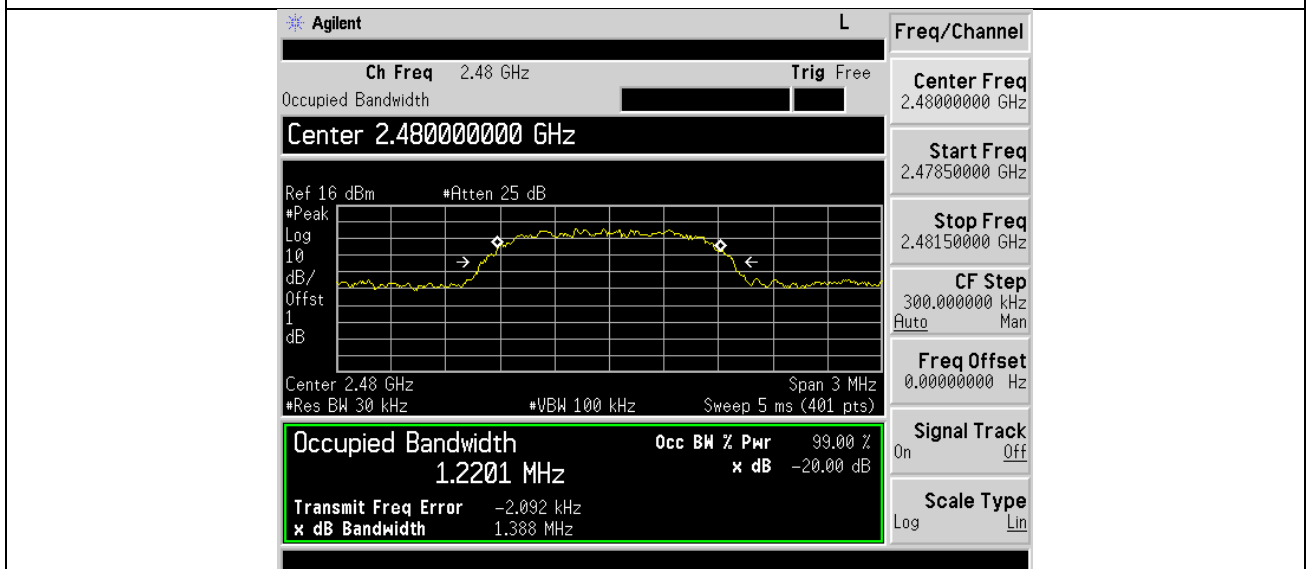 Agilent L
Ch Freq 2.48 GHz Trig Free
Occupied Bandwidth
Center 2.480000000 GHz
Ref 16 dBm #Atten 25 dB
#Peak
Log
10
dB/
Offst
1
dB
Center 2.48 GHz Span 3 MHz
#Res BW 30 kHz #VBW 100 kHz Sweep 5 ms (401 pts)
Occupied Bandwidth Occ BW % Pwr 99.00 %
1.2201 MHz x dB -20.00 dB
Transmit Freq Error -2.092 kHz
x dB Bandwidth 1.388 MHz
Freq/Channel
Center Freq
2.48000000 GHz
Start Freq
2.47850000 GHz
Stop Freq
2.48150000 GHz
CF Step
300.000000 kHz
Auto Man
Freq Offset
0.00000000 Hz
Signal Track
On Off
Scale Type
Log Lin